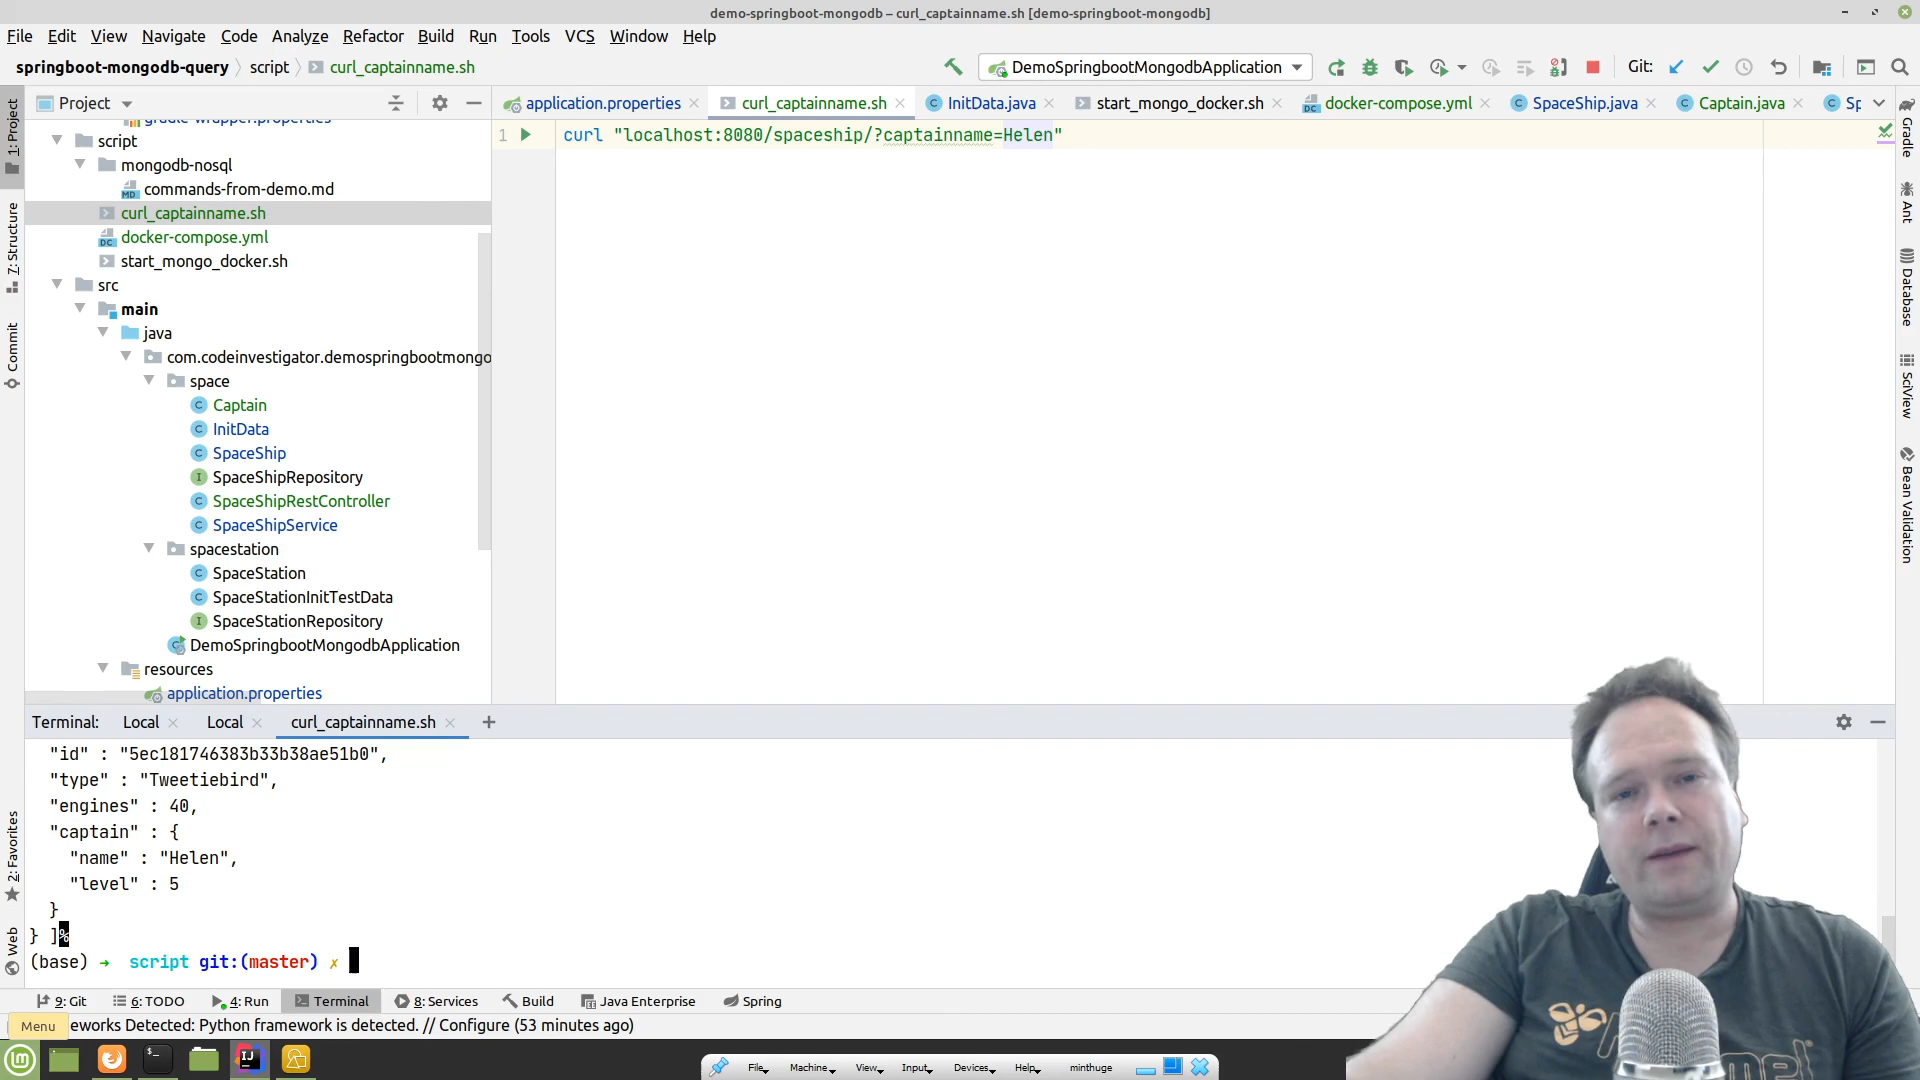 demo-springboot-mongodb – curl_captainname.sh [demo-springboot-mongodb]
File Edit View Navigate Code Analyze Refactor Build Run Tools VCS Window Help
springboot-mongodb-query script curl_captainname.sh
DemoSpringbootMongodbApplication
Git:
Project
application.properties
curl_captainname.sh
InitData.java
start_mongo_docker.sh
docker-compose.yml
SpaceShip.java
Captain.java
Sp
1 curl "localhost:8080/spaceship/?captainname=Helen"
gradle-wrapper.properties
script
mongodb-nosql
commands-from-demo.md
curl_captainname.sh
docker-compose.yml
start_mongo_docker.sh
src
main
java
com.codeinvestigator.demospringbootmongo
space
Captain
InitData
SpaceShip
SpaceShipRepository
SpaceShipRestController
SpaceShipService
spacestation
SpaceStation
SpaceStationInitTestData
SpaceStationRepository
DemoSpringbootMongodbApplication
resources
application.properties
1: Project
7: Structure
Commit
2: Favorites
Web
Gradle
Ant
Database
SciView
Bean Validation
Terminal: Local Local curl_captainname.sh
"id" : "5ec181746383b33b38ae51b0",
"type" : "Tweetiebird",
"engines" : 40,
"captain" : {
"name" : "Helen",
"level" : 5
}
} ]%
(base) ➜ script git:(master) ✗
9: Git 6: TODO 4: Run Terminal 8: Services Build Java Enterprise Spring
Menu
eworks Detected: Python framework is detected. // Configure (53 minutes ago)
File Machine View Input Devices Help minthuge